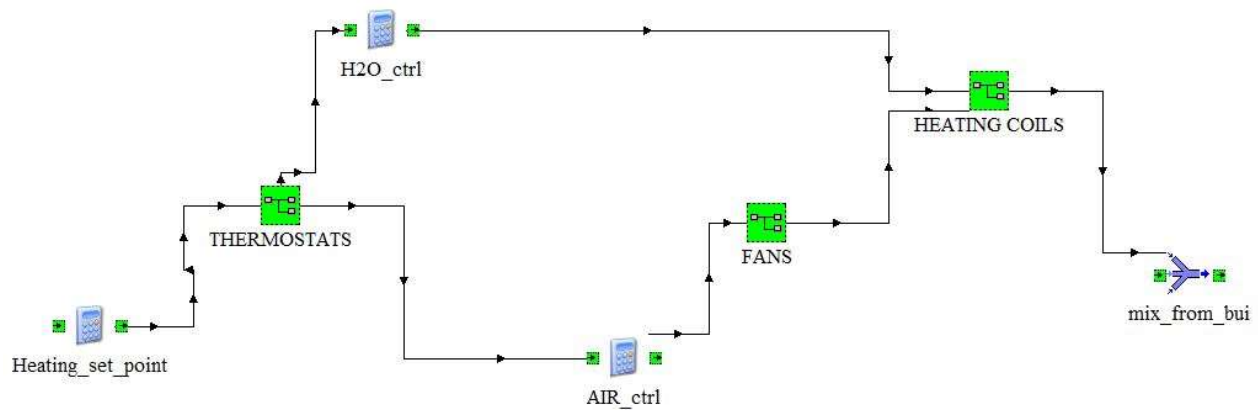 H2O_ctrl
HEATING COILS
THERMOSTATS
FANS
mix_from_bui
Heating_set_point
AIR_ctrl